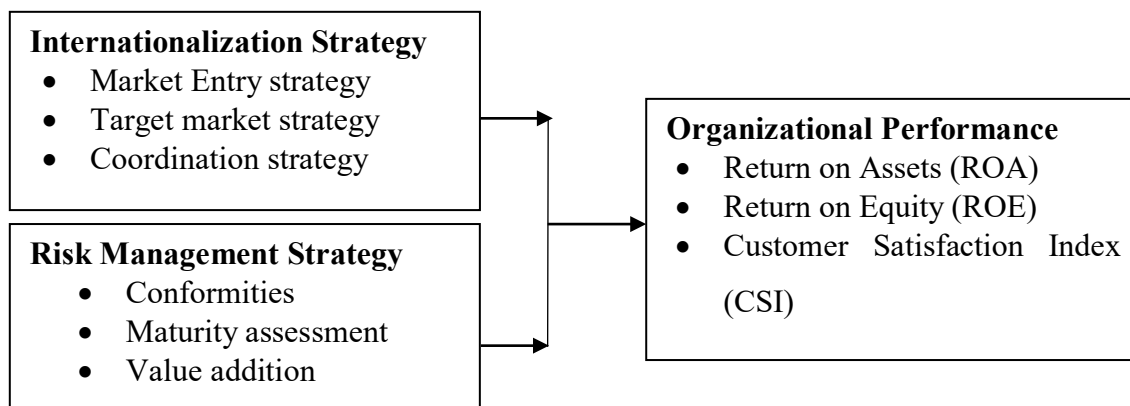 Internationalization Strategy
• Market Entry strategy
• Target market strategy
• Coordination strategy
Risk Management Strategy
• Conformities
• Maturity assessment
• Value addition
Organizational Performance
• Return on Assets (ROA)
• Return on Equity (ROE)
• Customer Satisfaction Index
(CSI)